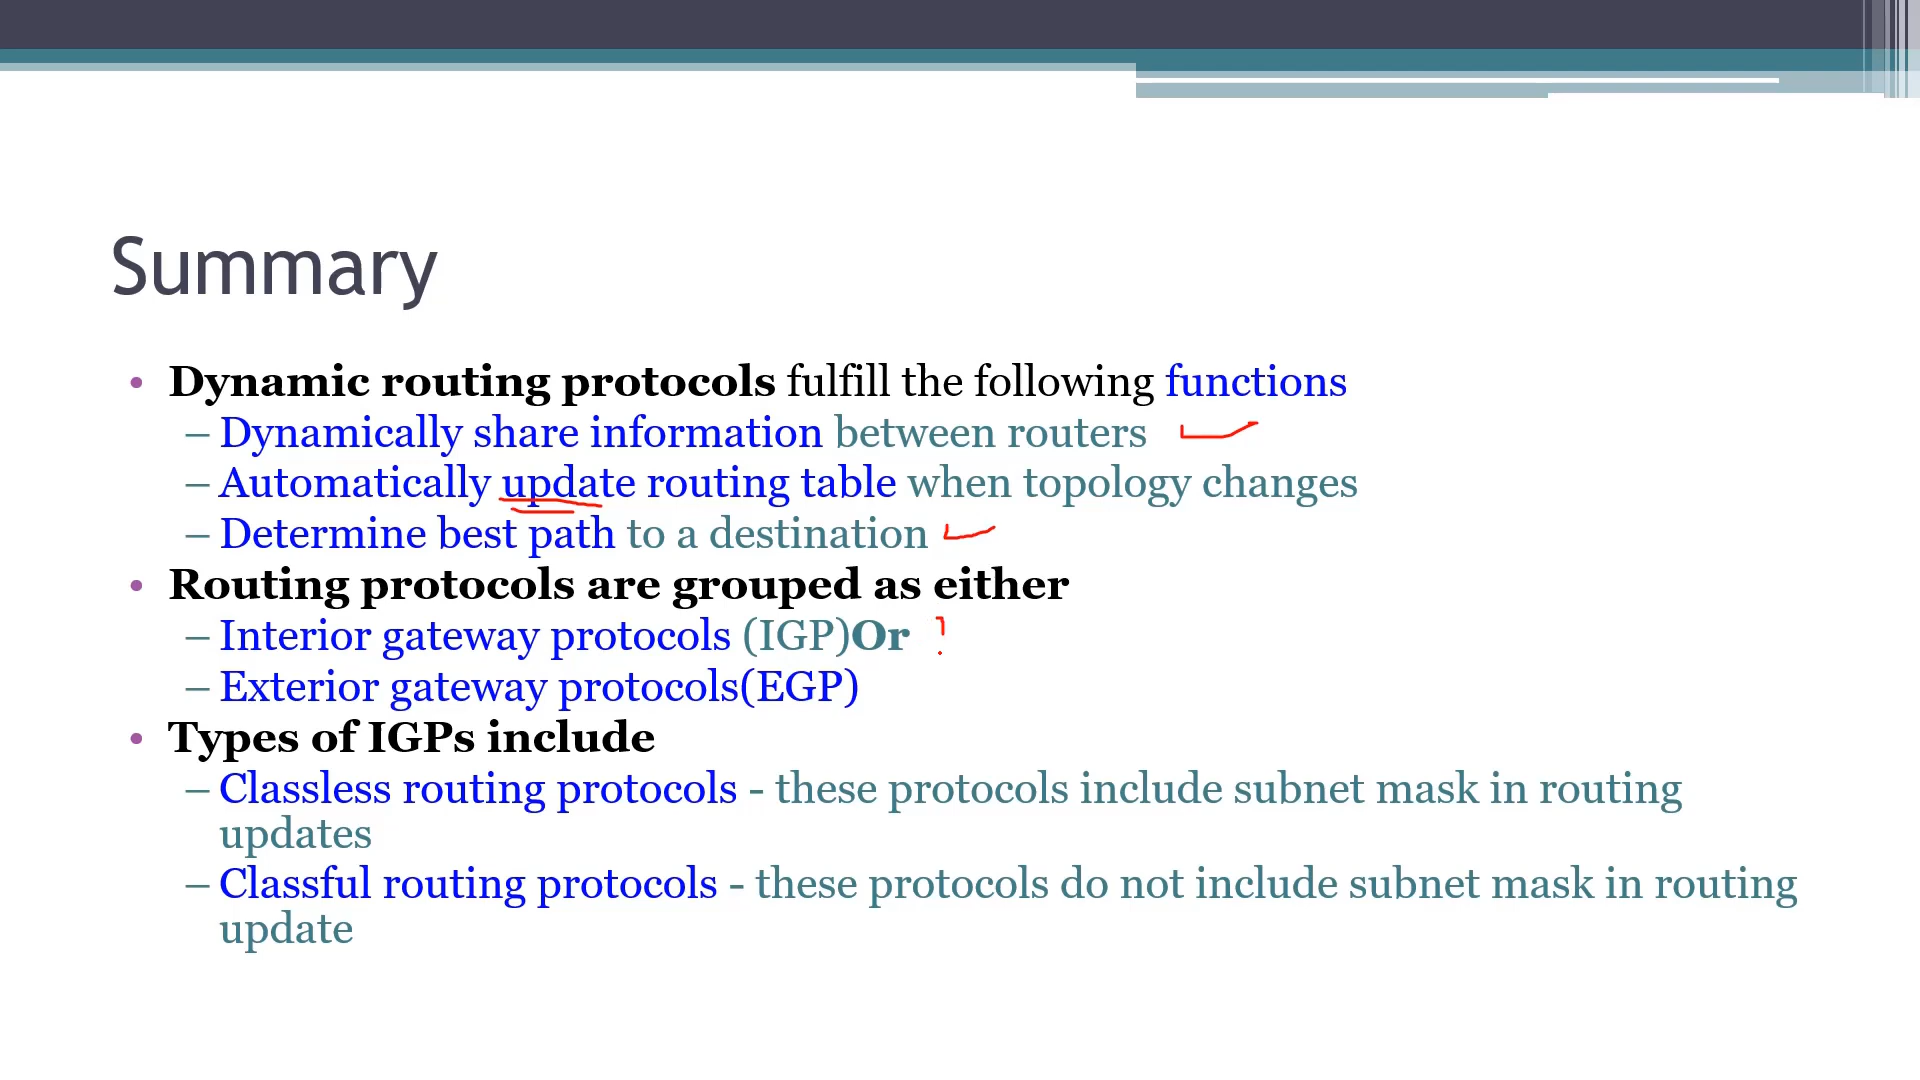 Summary
• Dynamic routing protocols fulfill the following functions
– Dynamically share information between routers
– Automatically update routing table when topology changes
– Determine best path to a destination
• Routing protocols are grouped as either
– Interior gateway protocols (IGP)Or
– Exterior gateway protocols(EGP)
• Types of IGPs include
– Classless routing protocols - these protocols include subnet mask in routing
updates
– Classful routing protocols - these protocols do not include subnet mask in routing
update